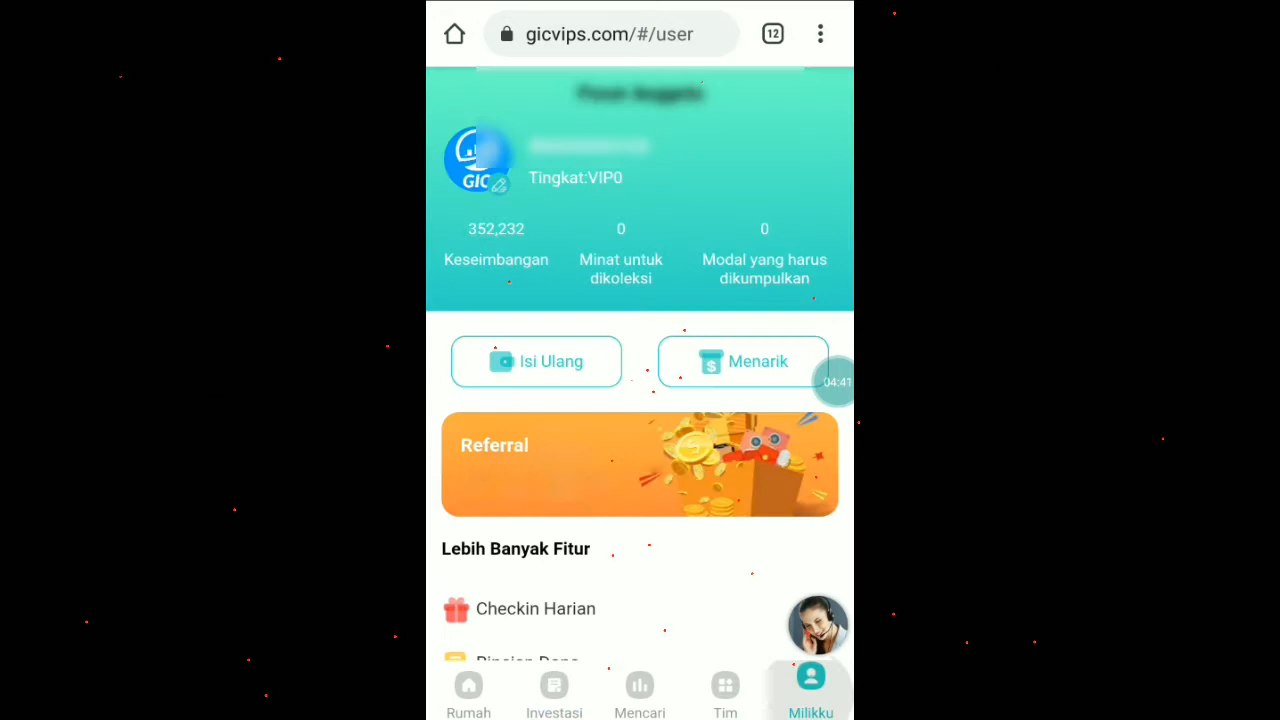 gicvips.com/#/user
12
GIC
Tingkat:VIP0
352,232
0
0
Keseimbangan
Minat untuk dikoleksi
Modal yang harus dikumpulkan
Isi Ulang
Menarik
$
04:41
Referral
Lebih Banyak Fitur
Checkin Harian
Rumah
Investasi
Mencari
Tim
Milikku